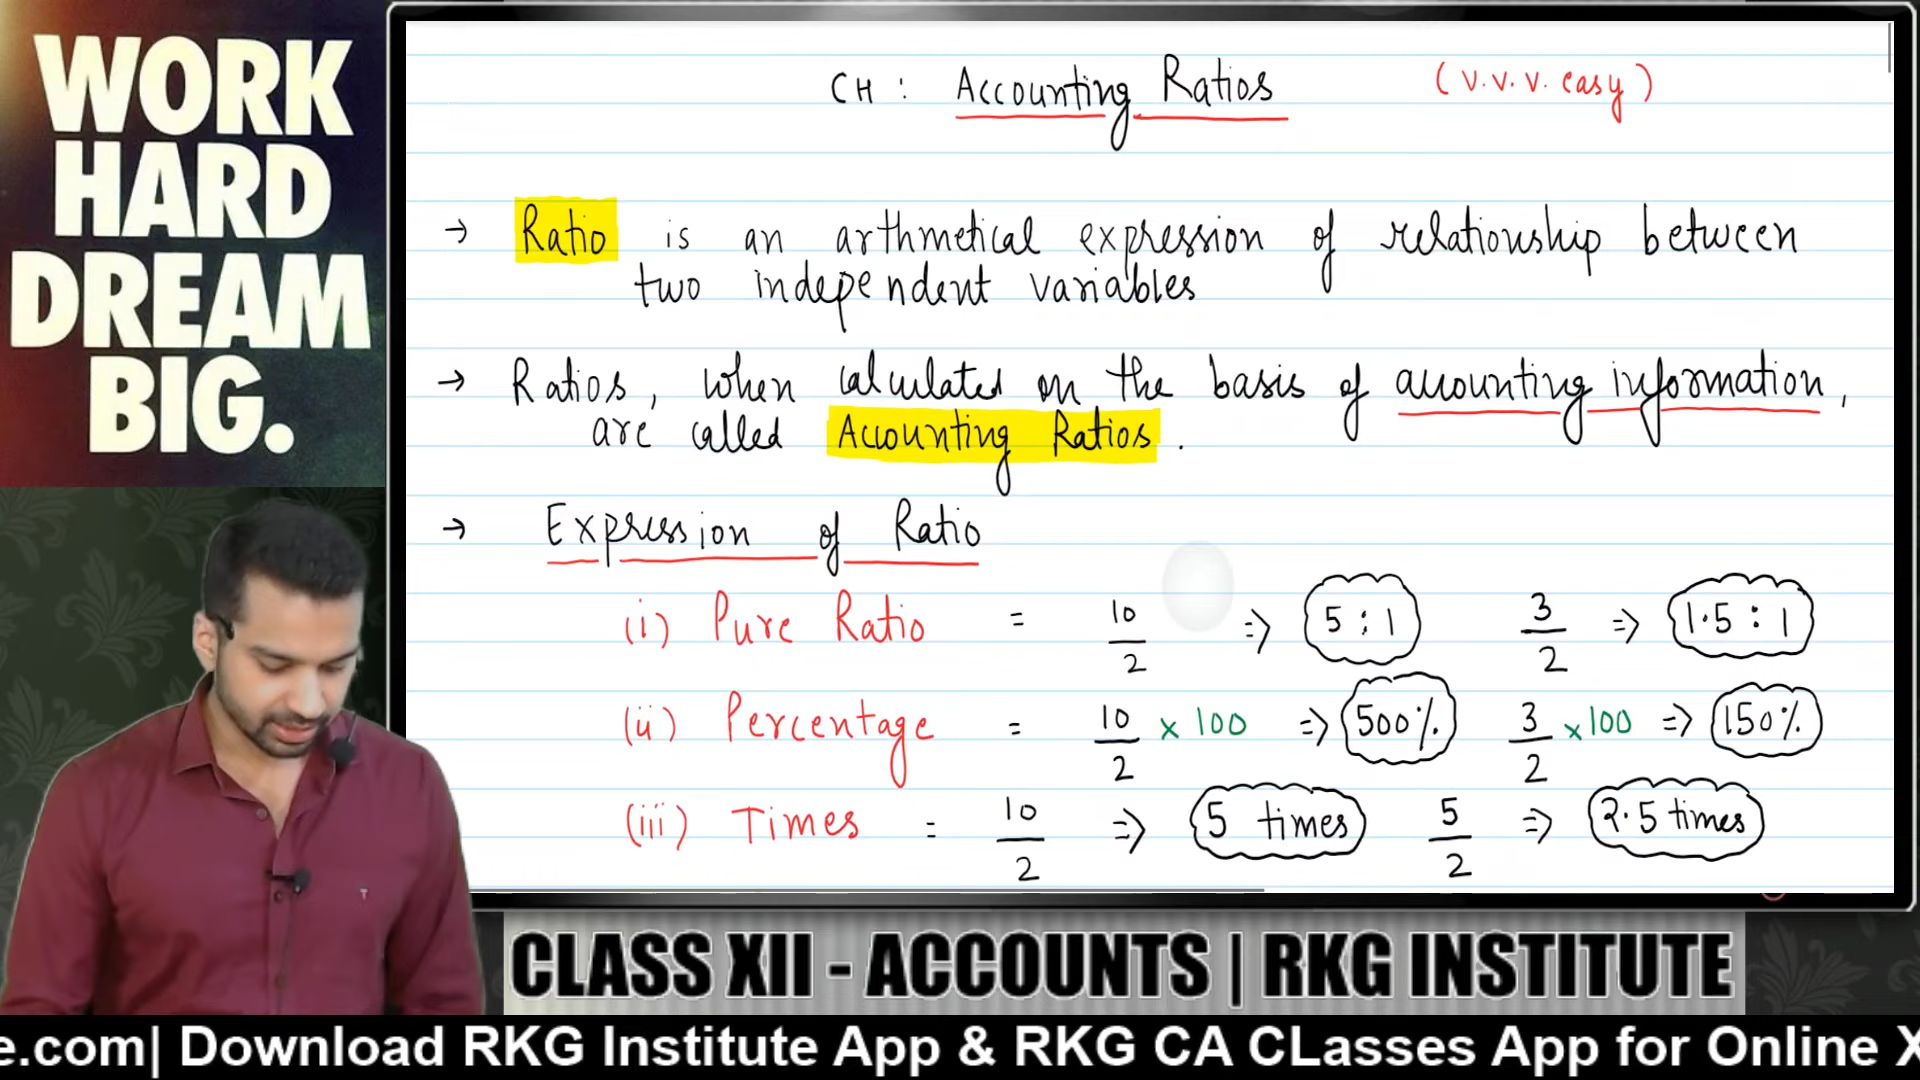 WORK
HARD
DREAM
BIG.
CH : Accounting Ratios (v.v.v. easy)
→ Ratio is an arthmetical expression of relationship between
two independent variables
→ Ratios, when calculated on the basis of accounting information,
are called Accounting Ratios.
→ Expression of Ratio
(i) Pure Ratio = 10/2 => 5 : 1 3/2 => 1.5 : 1
(ii) Percentage = 10/2 x 100 => 500% 3/2 x 100 => 150%
(iii) Times = 10/2 => 5 times 5/2 => 2.5 times
CLASS XII - ACCOUNTS | RKG INSTITUTE
e.com| Download RKG Institute App & RKG CA CLasses App for Online X